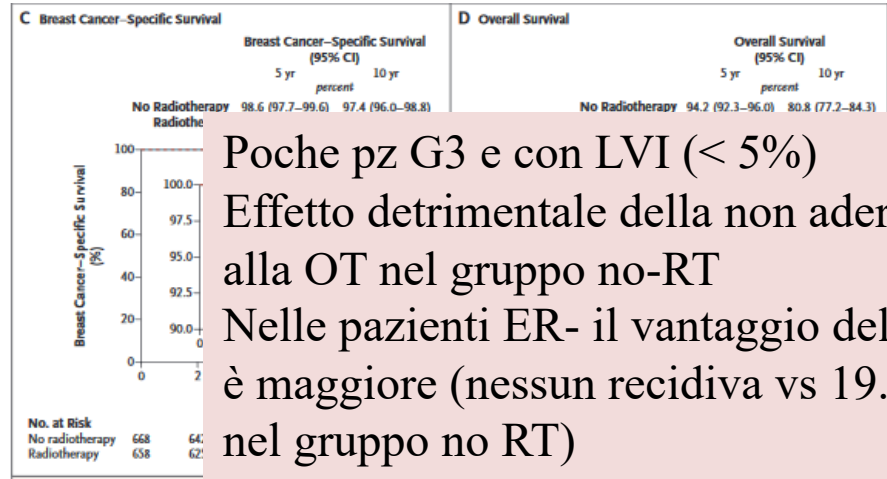 C Breast Cancer–Specific Survival
Breast Cancer–Specific Survival
(95% CI)
5 yr 10 yr
percent
No Radiotherapy 98.6 (97.7–99.6) 97.4 (96.0–98.8)
100
80
60
40
20
0
100.0
97.5
95.0
92.5
90.0
0
Breast Cancer–Specific Survival
(%)
0 2
No. at Risk
No radiotherapy 668
Radiotherapy 658
D Overall Survival
Overall Survival
(95% CI)
5 yr 10 yr
percent
No Radiotherapy 94.2 (92.3–96.0) 80.8 (77.2–84.3)
Poche pz G3 e con LVI (< 5%)
Effetto detrimentale della non
alla OT nel gruppo no-RT
Nelle pazienti ER- il vantaggio
è maggiore (nessun recidiva vs 19.
nel gruppo no RT)